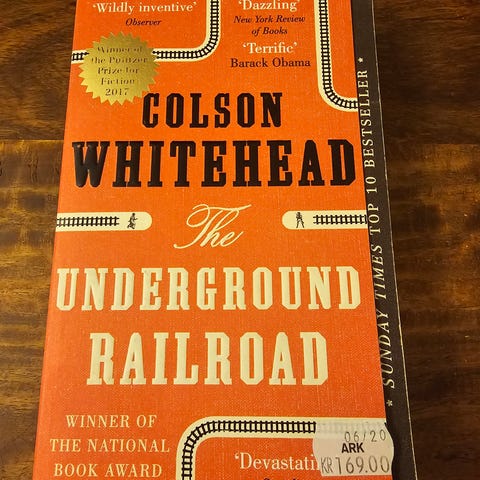 ‘Wildly inventive’
Observer
‘Dazzling’
New York Review
of Books
‘Terrific’
Barack Obama
Winner of
the Pulitzer
Prize for
Fiction
2017
COLSON
WHITEHEAD
The
UNDERGROUND
RAILROAD
WINNER OF
THE NATIONAL
BOOK AWARD
‘Devastati
06/20
ARK
KR169.00
* SUNDAY TIMES TOP 10 BESTSELLER *